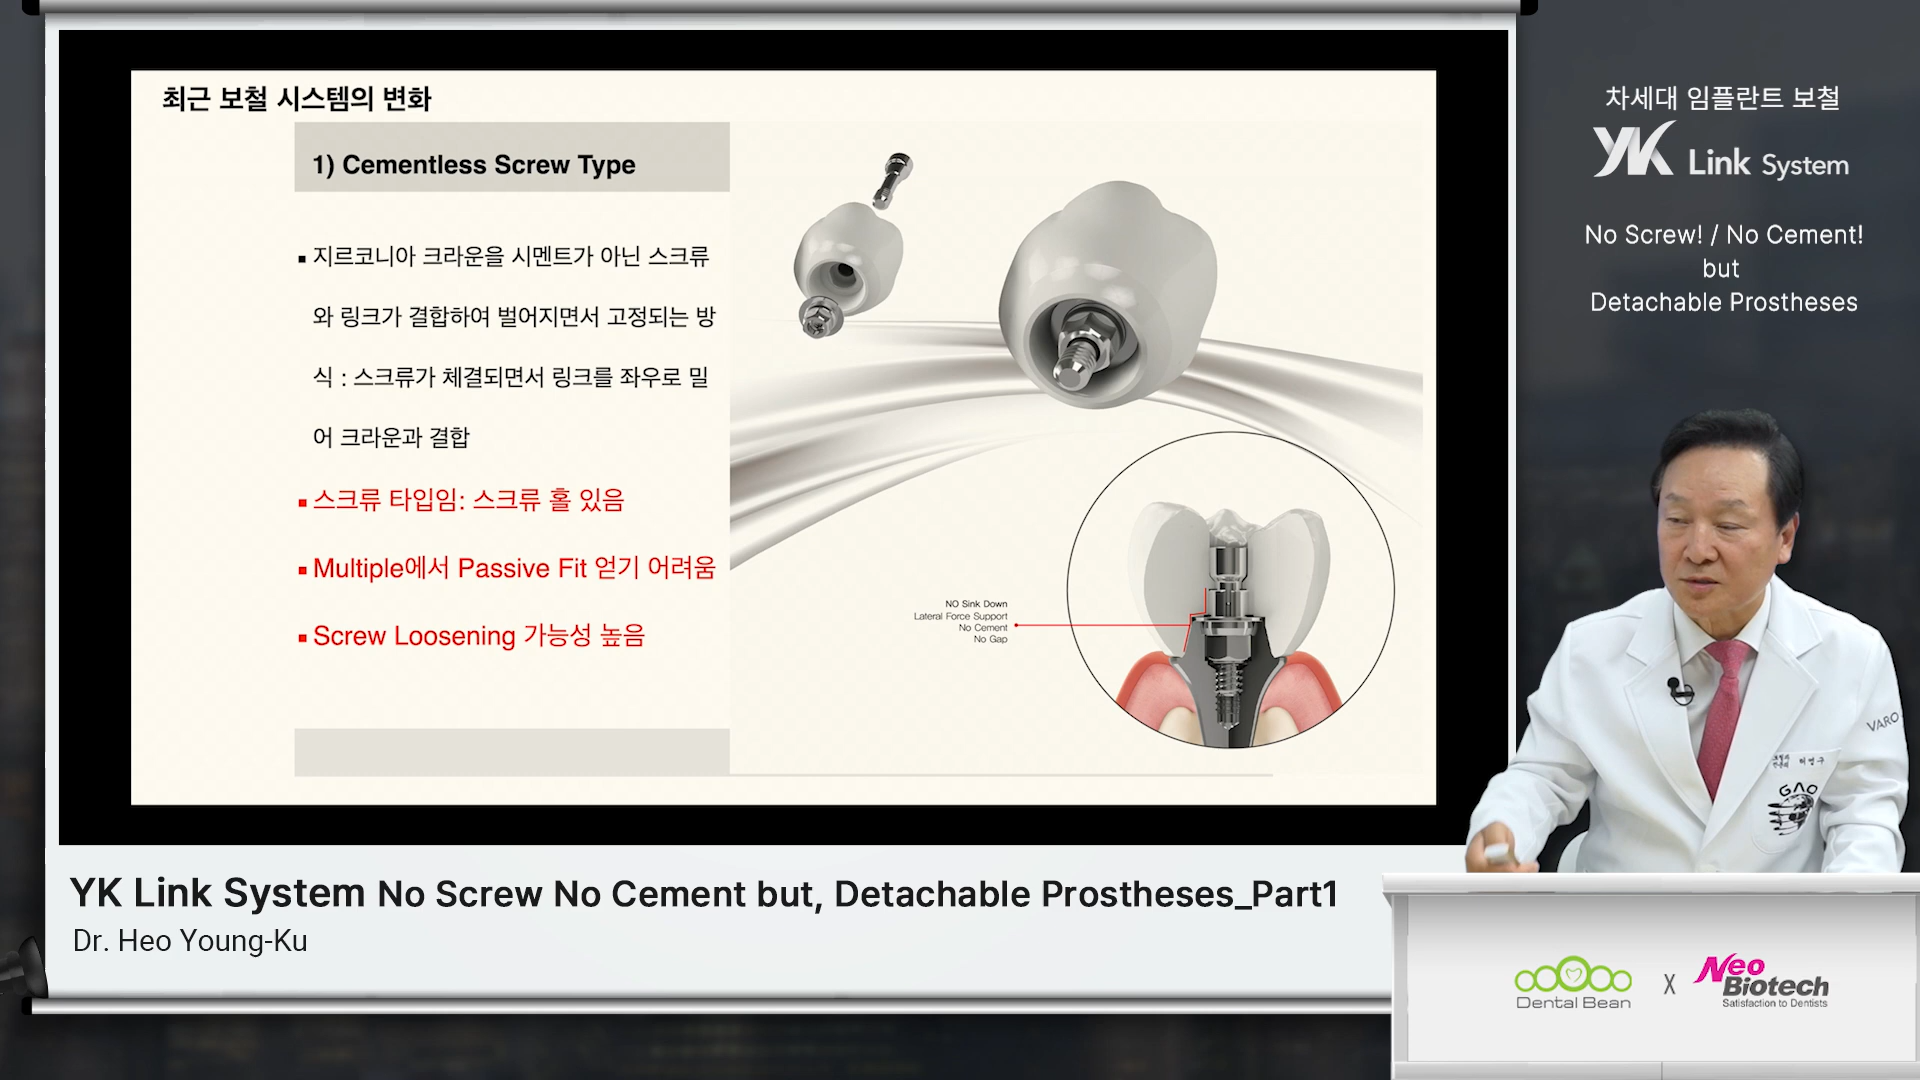 최근 보철 시스템의 변화
1) Cementless Screw Type
▪ 지르코니아 크라운을 시멘트가 아닌 스크류
와 링크가 결합하여 벌어지면서 고정되는 방
식 : 스크류가 체결되면서 링크를 좌우로 밀
어 크라운과 결합
▪ 스크류 타입임: 스크류 홀 있음
▪ Multiple에서 Passive Fit 얻기 어려움
▪ Screw Loosening 가능성 높음
NO Sink Down
Lateral Force Support
No Cement
No Gap
차세대 임플란트 보철
YK Link System
No Screw! / No Cement!
but
Detachable Prostheses
VARO
허영구
GAO
YK Link System No Screw No Cement but, Detachable Prostheses_Part1
Dr. Heo Young-Ku
Dental Bean
X
Neo
Biotech
Satisfaction to Dentists